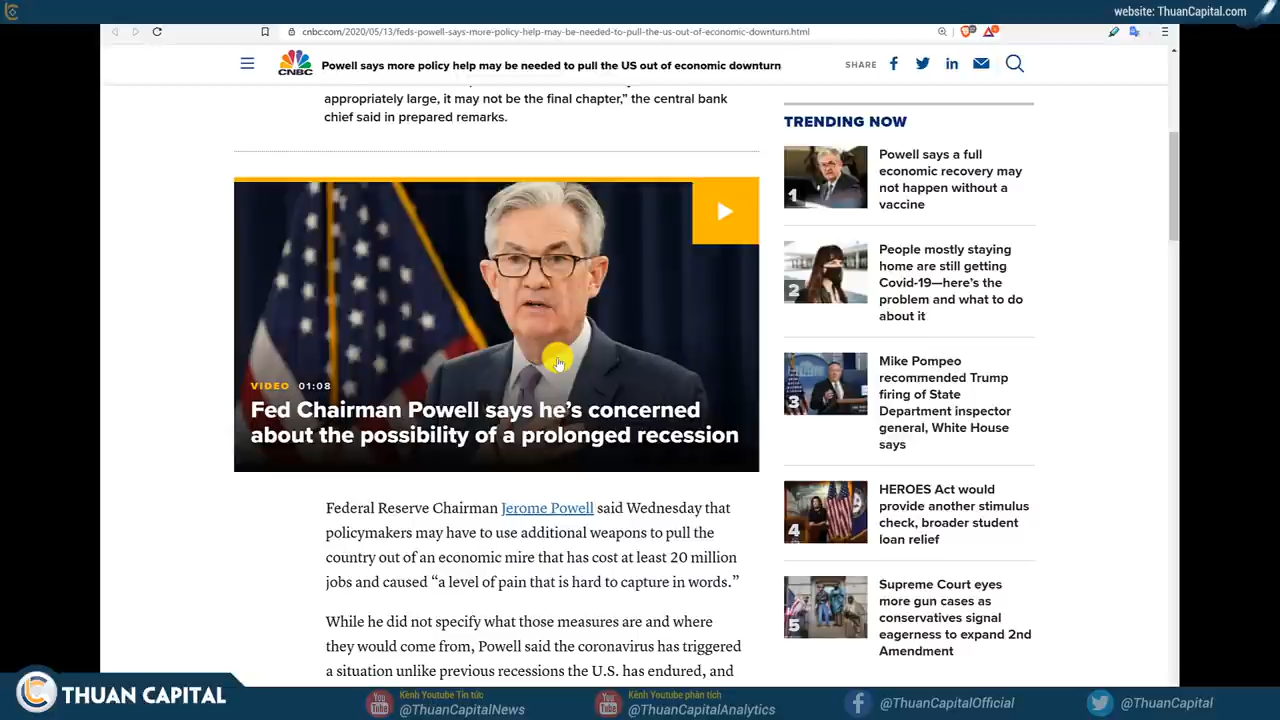 website: ThuanCapital.com
cnbc.com/2020/05/13/feds-powell-says-more-policy-help-may-be-needed-to-pull-the-us-out-of-economic-downturn.html
CNBC
Powell says more policy help may be needed to pull the US out of economic downturn
SHARE
appropriately large, it may not be the final chapter,” the central bank
chief said in prepared remarks.
VIDEO 01:08
Fed Chairman Powell says he’s concerned
about the possibility of a prolonged recession
Federal Reserve Chairman Jerome Powell said Wednesday that
policymakers may have to use additional weapons to pull the
country out of an economic mire that has cost at least 20 million
jobs and caused “a level of pain that is hard to capture in words.”
While he did not specify what those measures are and where
they would come from, Powell said the coronavirus has triggered
a situation unlike previous recessions the U.S. has endured, and
TRENDING NOW
1
Powell says a full
economic recovery may
not happen without a
vaccine
2
People mostly staying
home are still getting
Covid-19—here’s the
problem and what to do
about it
3
Mike Pompeo
recommended Trump
firing of State
Department inspector
general, White House
says
4
HEROES Act would
provide another stimulus
check, broader student
loan relief
5
Supreme Court eyes
more gun cases as
conservatives signal
eagerness to expand 2nd
Amendment
THUAN CAPITAL
You
Tube
Kênh Youtube Tin tức
@ThuanCapitalNews
You
Tube
Kênh Youtube phân tích
@ThuanCapitalAnalytics
@ThuanCapitalOfficial
@ThuanCapital